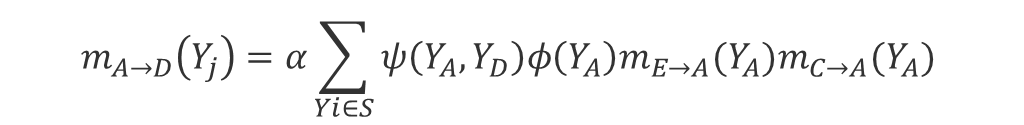 m_{A→D}(Y_j) = α ∑_{Yi∈S} ψ(Y_A, Y_D)ϕ(Y_A)m_{E→A}(Y_A)m_{C→A}(Y_A)